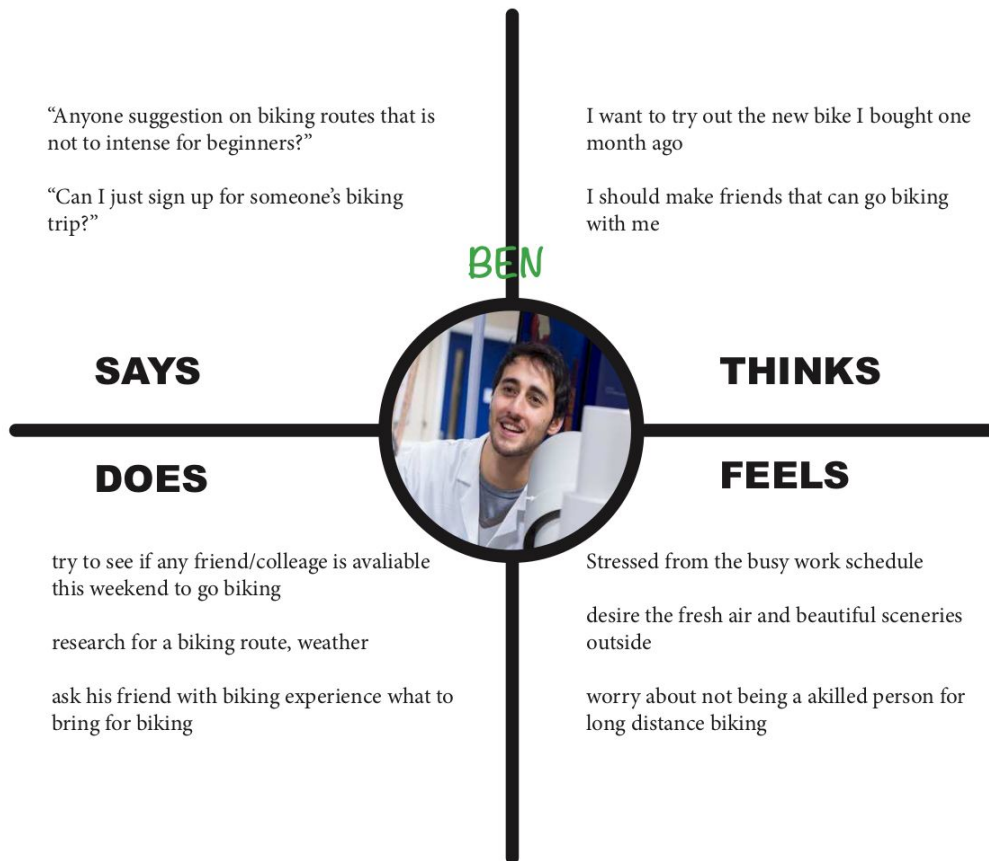 “Anyone suggestion on biking routes that is
not to intense for beginners?”
“Can I just sign up for someone’s biking
trip?”
I want to try out the new bike I bought one
month ago
I should make friends that can go biking
with me
BEN
SAYS
THINKS
DOES
FEELS
try to see if any friend/colleage is avaliable
this weekend to go biking
research for a biking route, weather
ask his friend with biking experience what to
bring for biking
Stressed from the busy work schedule
desire the fresh air and beautiful sceneries
outside
worry about not being a akilled person for
long distance biking